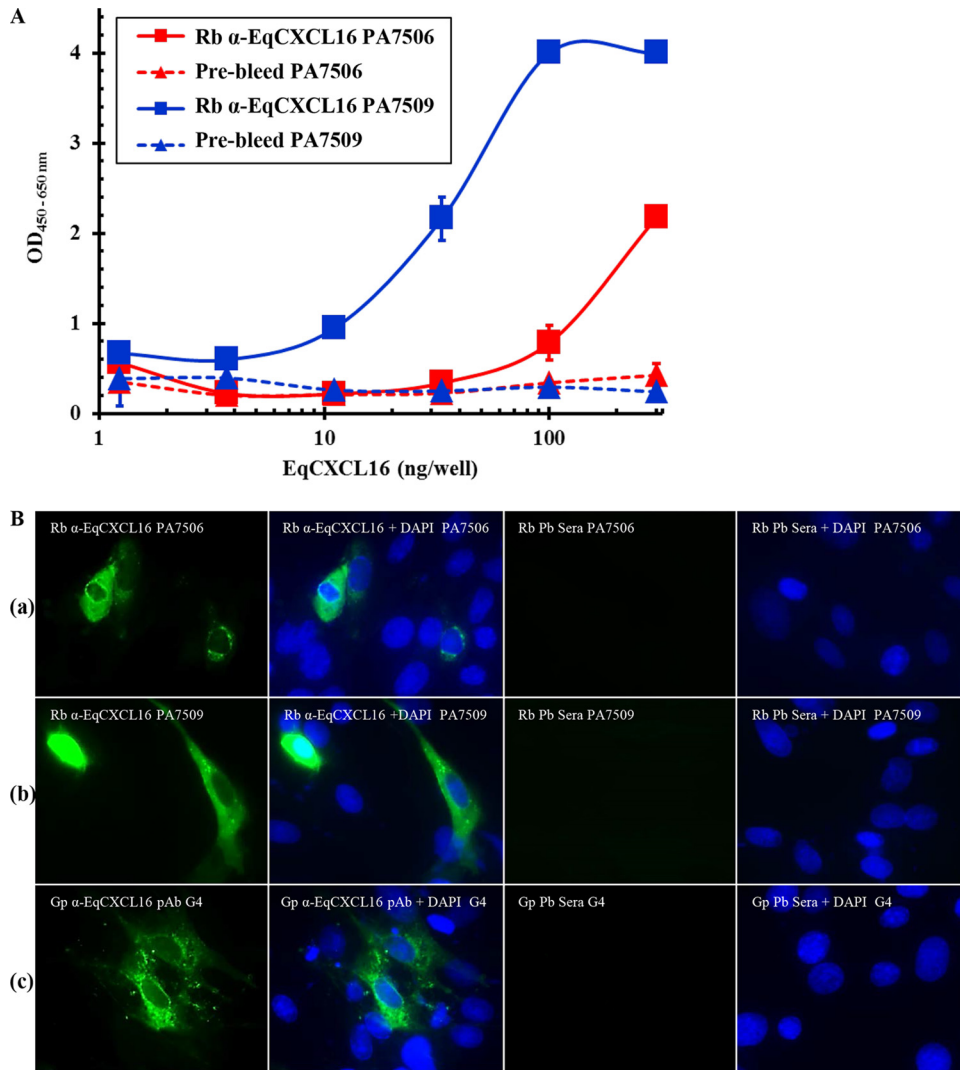 A
Rb α-EqCXCL16 PA7506
Pre-bleed PA7506
Rb α-EqCXCL16 PA7509
Pre-bleed PA7509
OD450 - 650 nm
4
3
2
1
0
1
10
100
EqCXCL16 (ng/well)
B
Rb α-EqCXCL16 PA7506
Rb α-EqCXCL16 + DAPI PA7506
Rb Pb Sera PA7506
Rb Pb Sera + DAPI PA7506
(a)
Rb α-EqCXCL16 PA7509
Rb α-EqCXCL16 +DAPI PA7509
Rb Pb Sera PA7509
Rb Pb Sera + DAPI PA7509
(b)
Gp α-EqCXCL16 pAb G4
Gp α-EqCXCL16 pAb + DAPI G4
Gp Pb Sera G4
Gp Pb Sera + DAPI G4
(c)